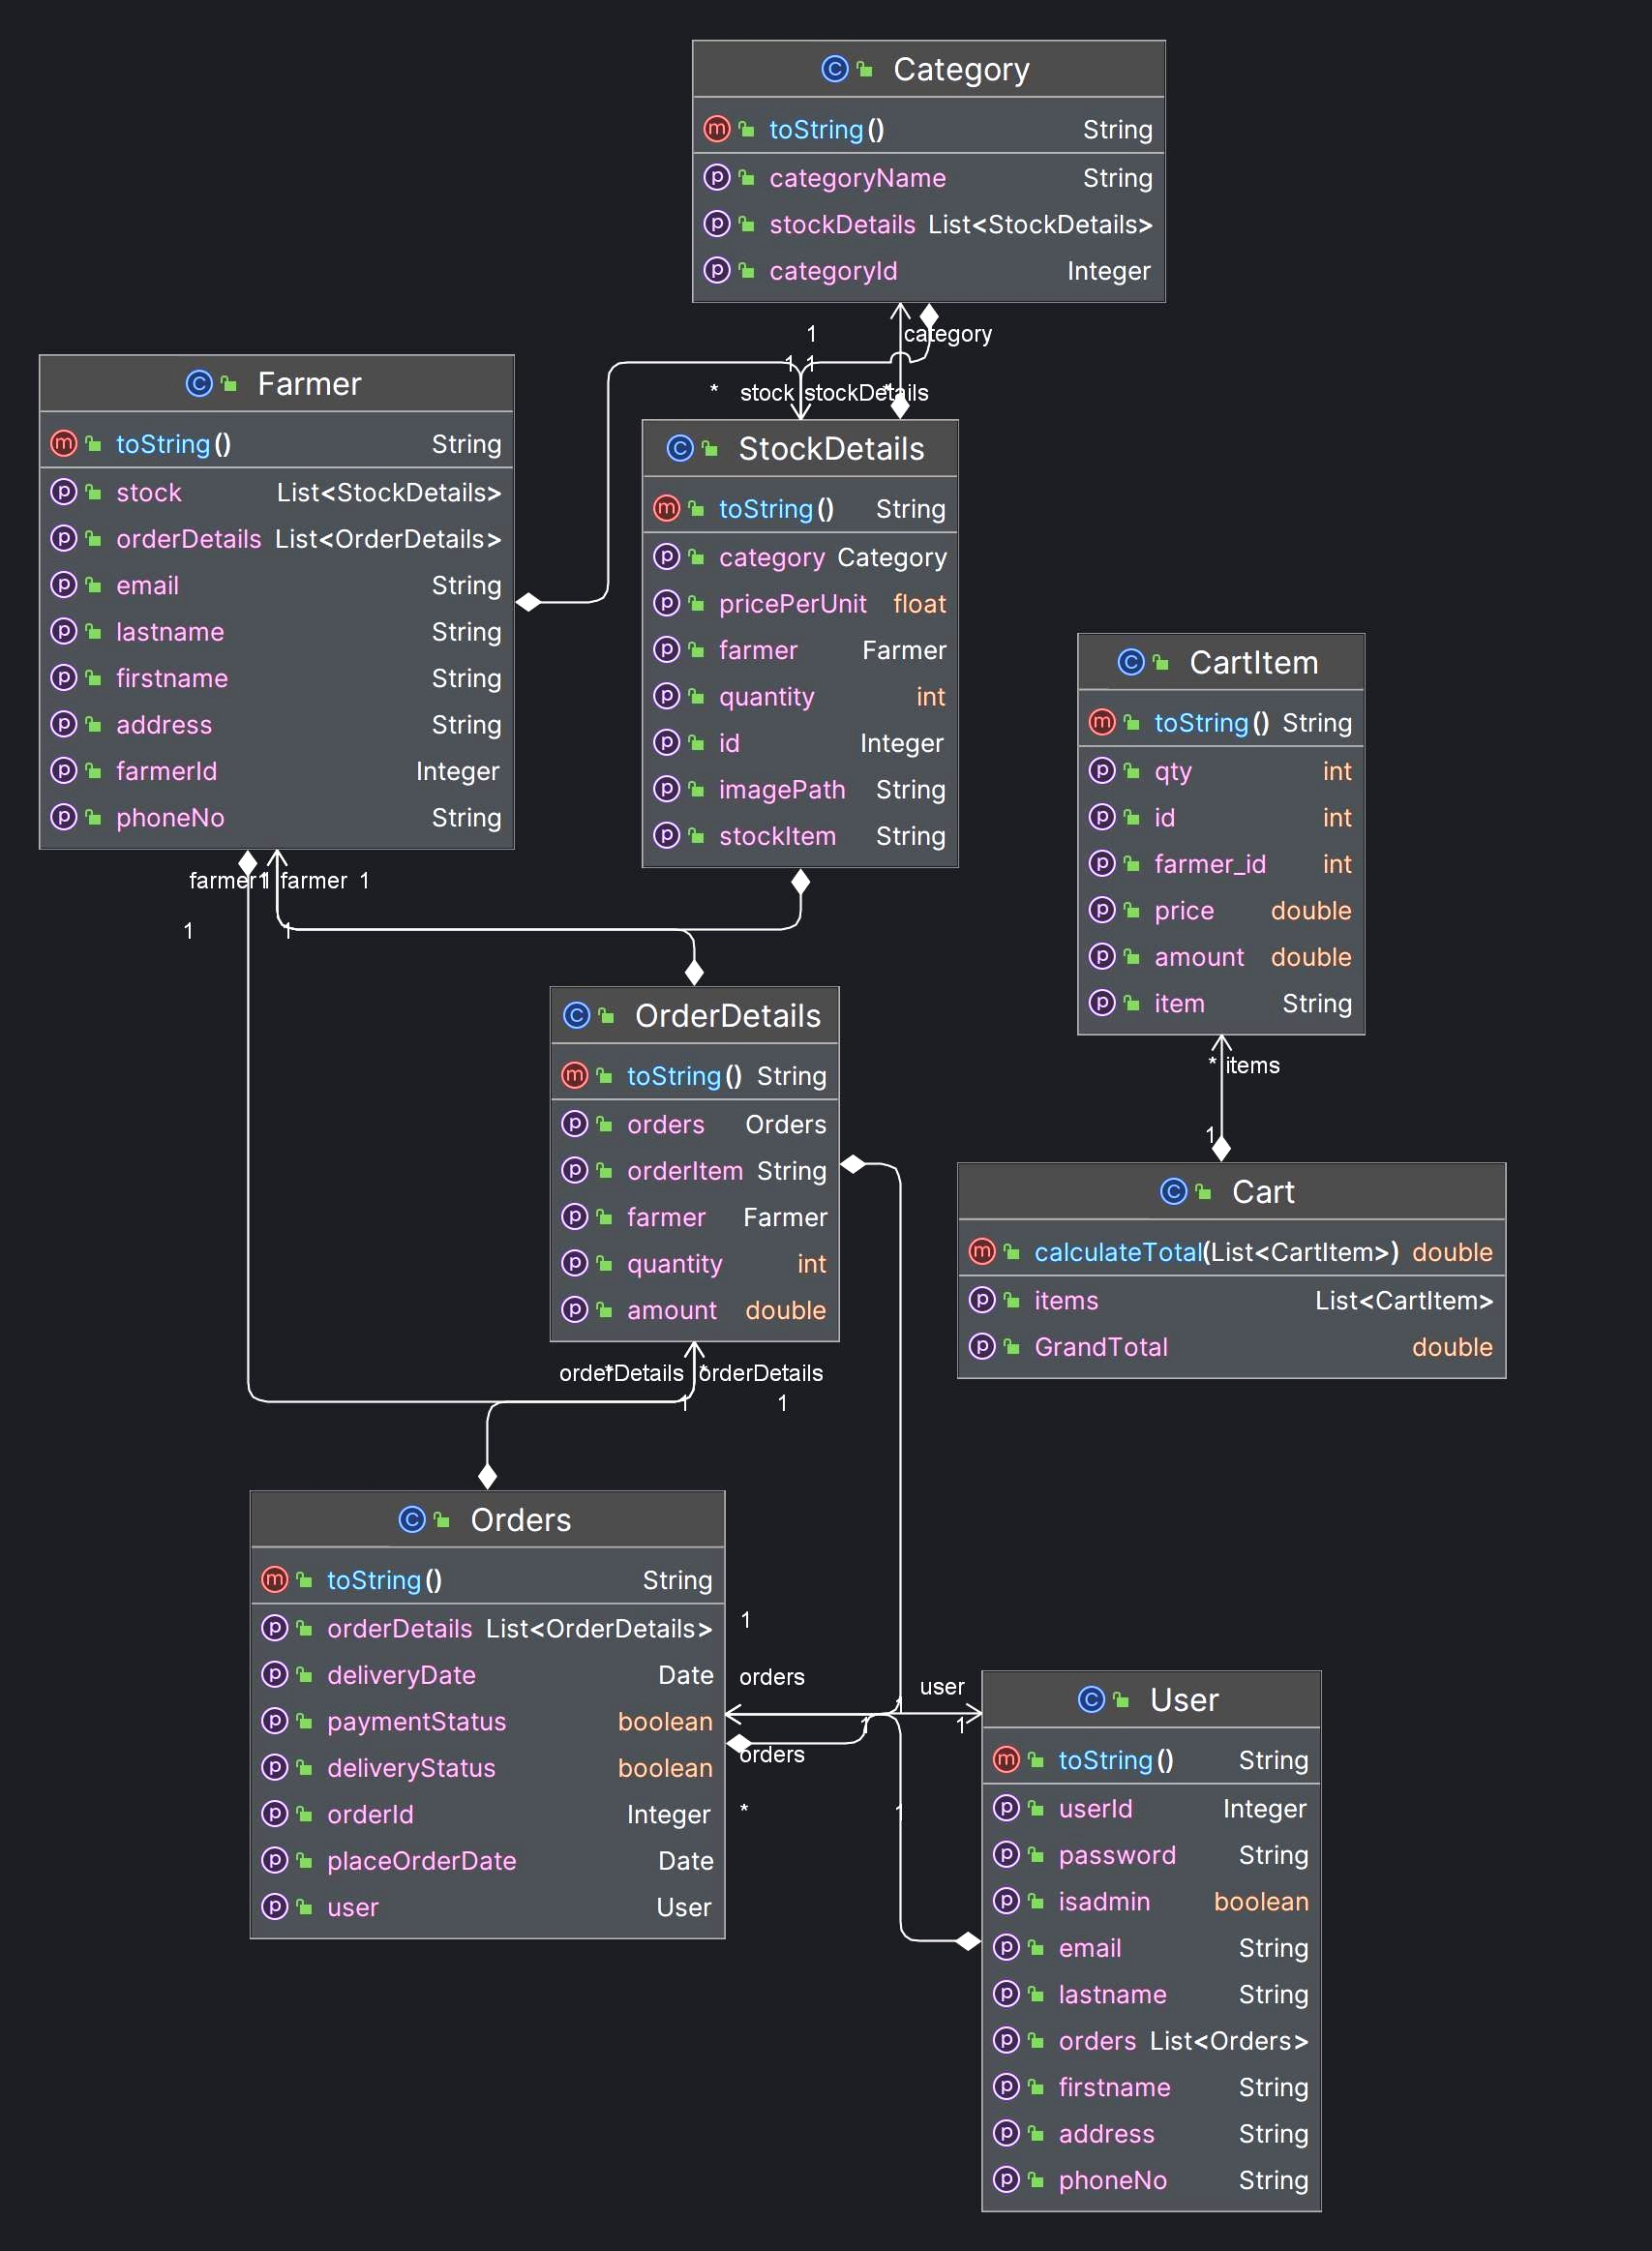 Category
toString() String
categoryName String
stockDetails List<StockDetails>
categoryId Integer
1
category
1 1
* stock stockDetails *
Farmer
toString() String
stock List<StockDetails>
orderDetails List<OrderDetails>
email String
lastname String
firstname String
address String
farmerId Integer
phoneNo String
StockDetails
toString() String
category Category
pricePerUnit float
farmer Farmer
quantity int
id Integer
imagePath String
stockItem String
CartItem
toString() String
qty int
id int
farmer_id int
price double
amount double
item String
farmer 1 farmer 1
1 1
OrderDetails
toString() String
orders Orders
orderItem String
farmer Farmer
quantity int
amount double
* items
1
Cart
calculateTotal(List<CartItem>) double
items List<CartItem>
GrandTotal double
orderDetails * * orderDetails
1 1
Orders
toString() String
orderDetails List<OrderDetails>
deliveryDate Date
paymentStatus boolean
deliveryStatus boolean
orderId Integer
placeOrderDate Date
user User
1
orders
user
1 1 1
orders
* 1
User
toString() String
userId Integer
password String
isadmin boolean
email String
lastname String
orders List<Orders>
firstname String
address String
phoneNo String